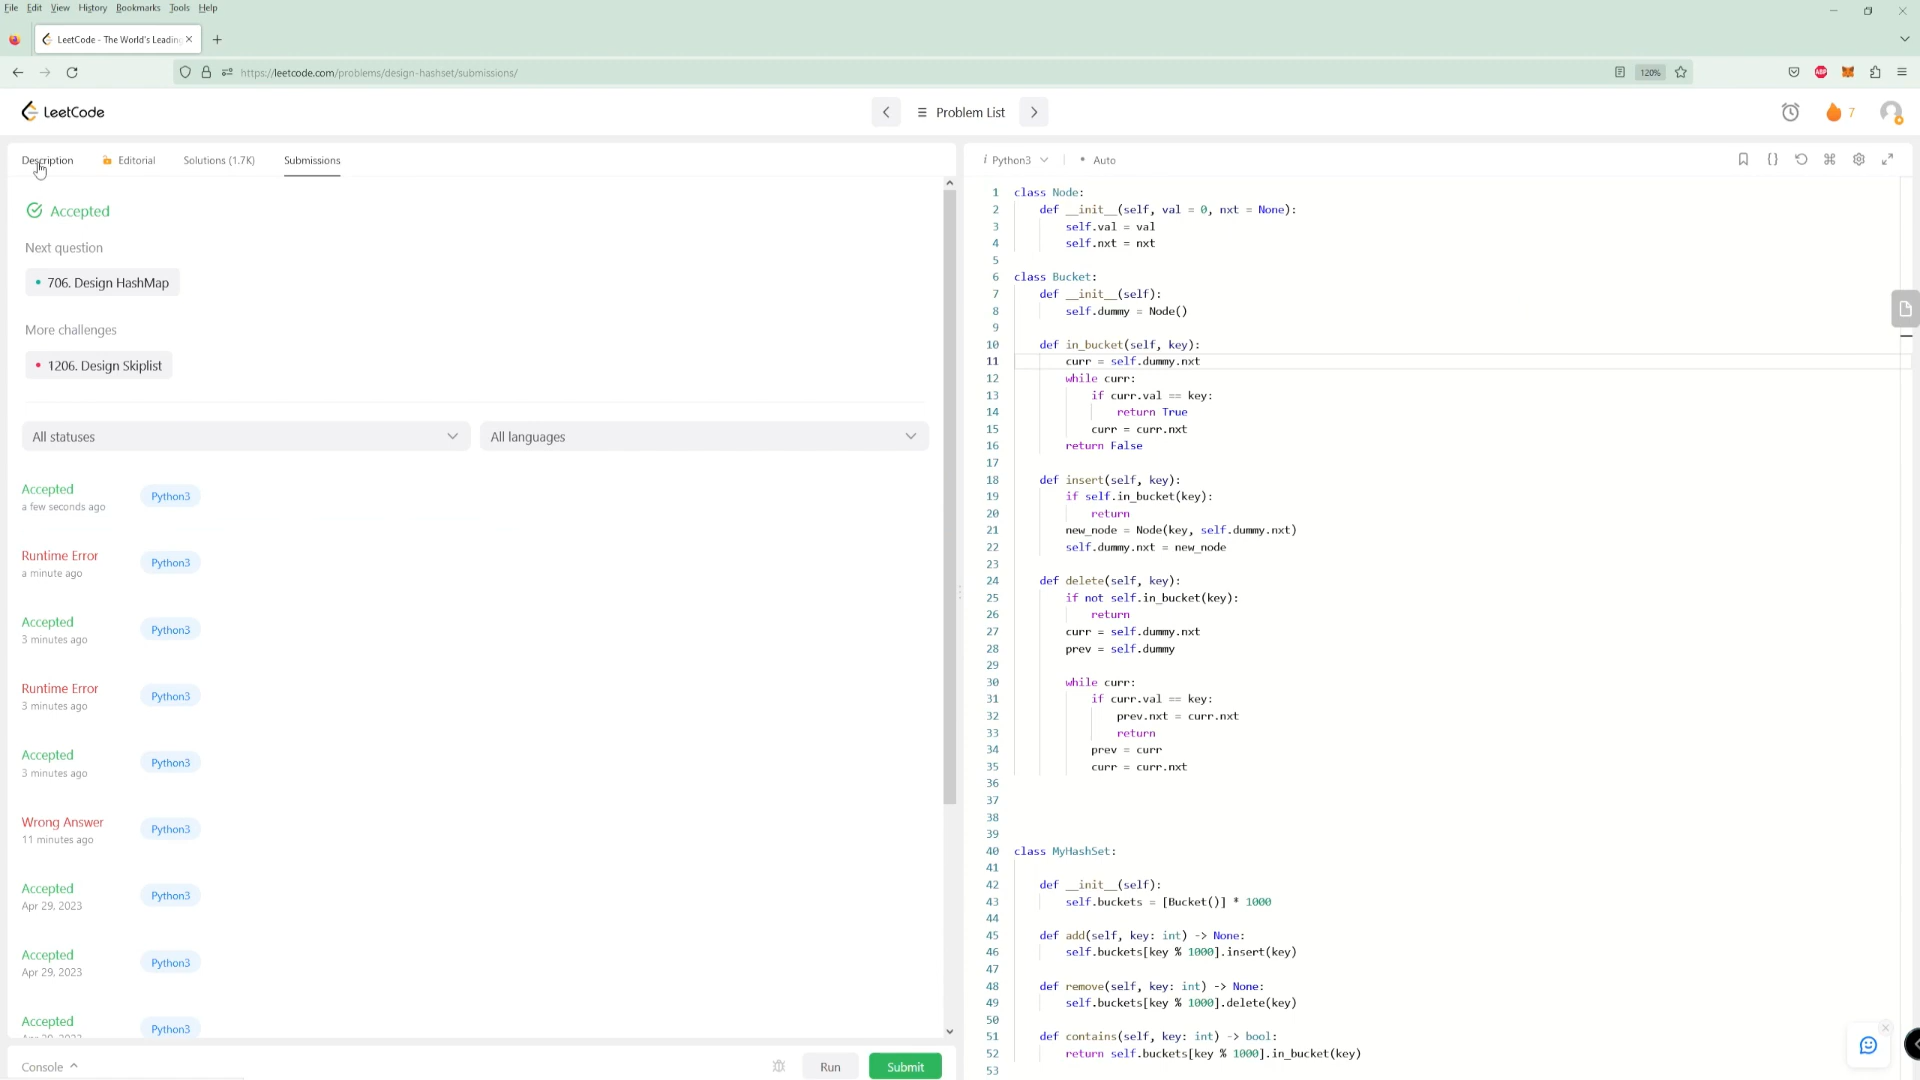 File Edit View History Bookmarks Tools Help
LeetCode - The World's Leading
https://leetcode.com/problems/design-hashset/submissions/
120%
ABP
LeetCode
Problem List
7
Description Editorial Solutions (1.7K) Submissions
Accepted
Next question
706. Design HashMap
More challenges
1206. Design Skiplist
All statuses All languages
Accepted Python3
a few seconds ago
Runtime Error Python3
a minute ago
Accepted Python3
3 minutes ago
Runtime Error Python3
3 minutes ago
Accepted Python3
3 minutes ago
Wrong Answer Python3
11 minutes ago
Accepted Python3
Apr 29, 2023
Accepted Python3
Apr 29, 2023
Accepted Python3
Console Run Submit
i Python3 Auto
1 class Node:
2 def __init__(self, val = 0, nxt = None):
3 self.val = val
4 self.nxt = nxt
5
6 class Bucket:
7 def __init__(self):
8 self.dummy = Node()
9
10 def in_bucket(self, key):
11 curr = self.dummy.nxt
12 while curr:
13 if curr.val == key:
14 return True
15 curr = curr.nxt
16 return False
17
18 def insert(self, key):
19 if self.in_bucket(key):
20 return
21 new_node = Node(key, self.dummy.nxt)
22 self.dummy.nxt = new_node
23
24 def delete(self, key):
25 if not self.in_bucket(key):
26 return
27 curr = self.dummy.nxt
28 prev = self.dummy
29
30 while curr:
31 if curr.val == key:
32 prev.nxt = curr.nxt
33 return
34 prev = curr
35 curr = curr.nxt
36
37
38
39
40 class MyHashSet:
41
42 def __init__(self):
43 self.buckets = [Bucket()] * 1000
44
45 def add(self, key: int) -> None:
46 self.buckets[key % 1000].insert(key)
47
48 def remove(self, key: int) -> None:
49 self.buckets[key % 1000].delete(key)
50
51 def contains(self, key: int) -> bool:
52 return self.buckets[key % 1000].in_bucket(key)
53